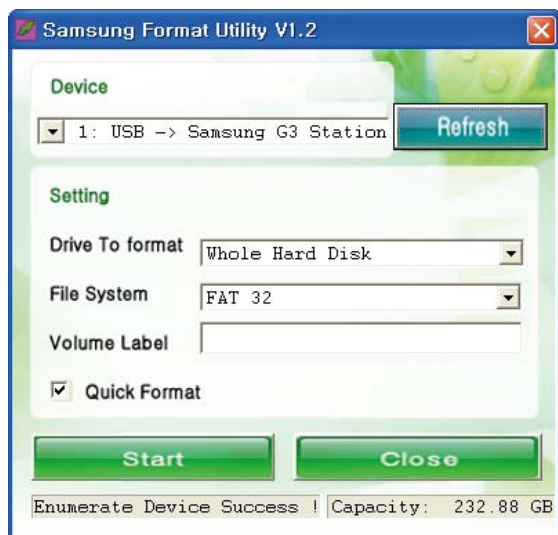 Samsung Format Utility V1.2
Device
1: USB -> Samsung G3 Station
Refresh
Setting
Drive To format Whole Hard Disk
File System FAT 32
Volume Label
Quick Format
Start Close
Enumerate Device Success ! Capacity: 232.88 GB